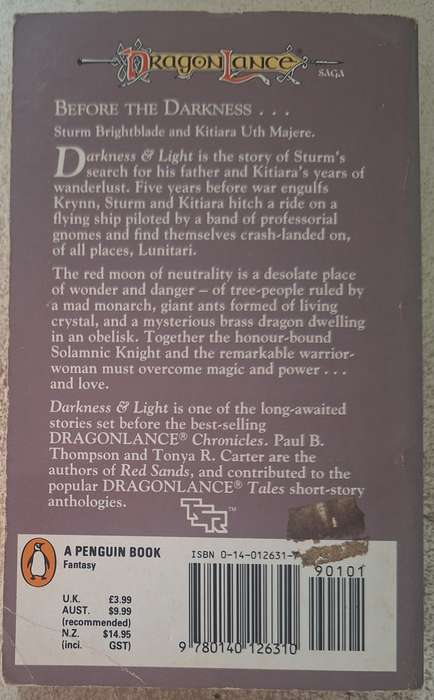 DRAGONLANCE®
SAGA
BEFORE THE DARKNESS . . .
Sturm Brightblade and Kitiara Uth Majere.
Darkness & Light is the story of Sturm's
search for his father and Kitiara's years of
wanderlust. Five years before war engulfs
Krynn, Sturm and Kitiara hitch a ride on a
flying ship piloted by a band of professorial
gnomes and find themselves crash-landed on,
of all places, Lunitari.
The red moon of neutrality is a desolate place
of wonder and danger – of tree-people ruled by
a mad monarch, giant ants formed of living
crystal, and a mysterious brass dragon dwelling
in an obelisk. Together the honour-bound
Solamnic Knight and the remarkable warrior-
woman must overcome magic and power . . .
and love.
Darkness & Light is one of the long-awaited
stories set before the best-selling
DRAGONLANCE® Chronicles. Paul B.
Thompson and Tonya R. Carter are the
authors of Red Sands, and contributed to the
popular DRAGONLANCE® Tales short-story
anthologies.
TSR™
A PENGUIN BOOK
Fantasy
U.K. £3.99
AUST. $9.99
(recommended)
N.Z. $14.95
(incl. GST)
ISBN 0-14-012631-
90101
9 780140 126310